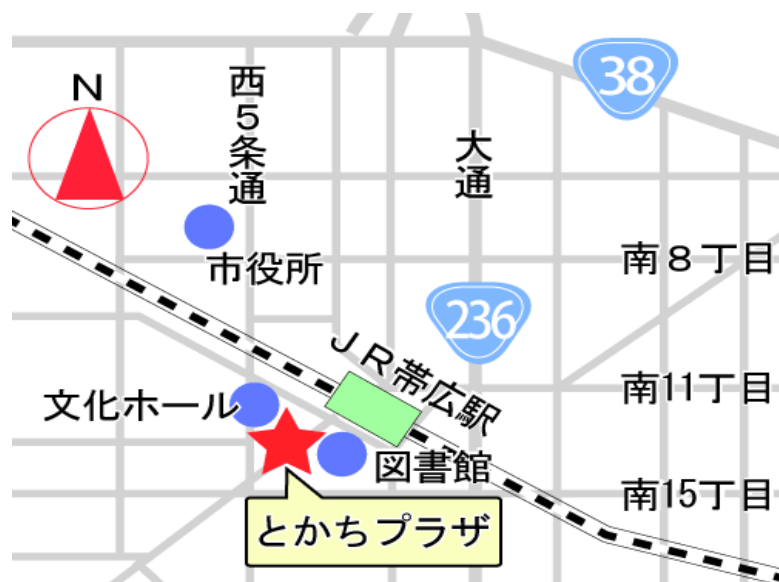 N
西5条通
大通
38
市役所
南８丁目
236
ＪＲ帯広駅
南11丁目
文化ホール
図書館
南15丁目
とかちプラザ